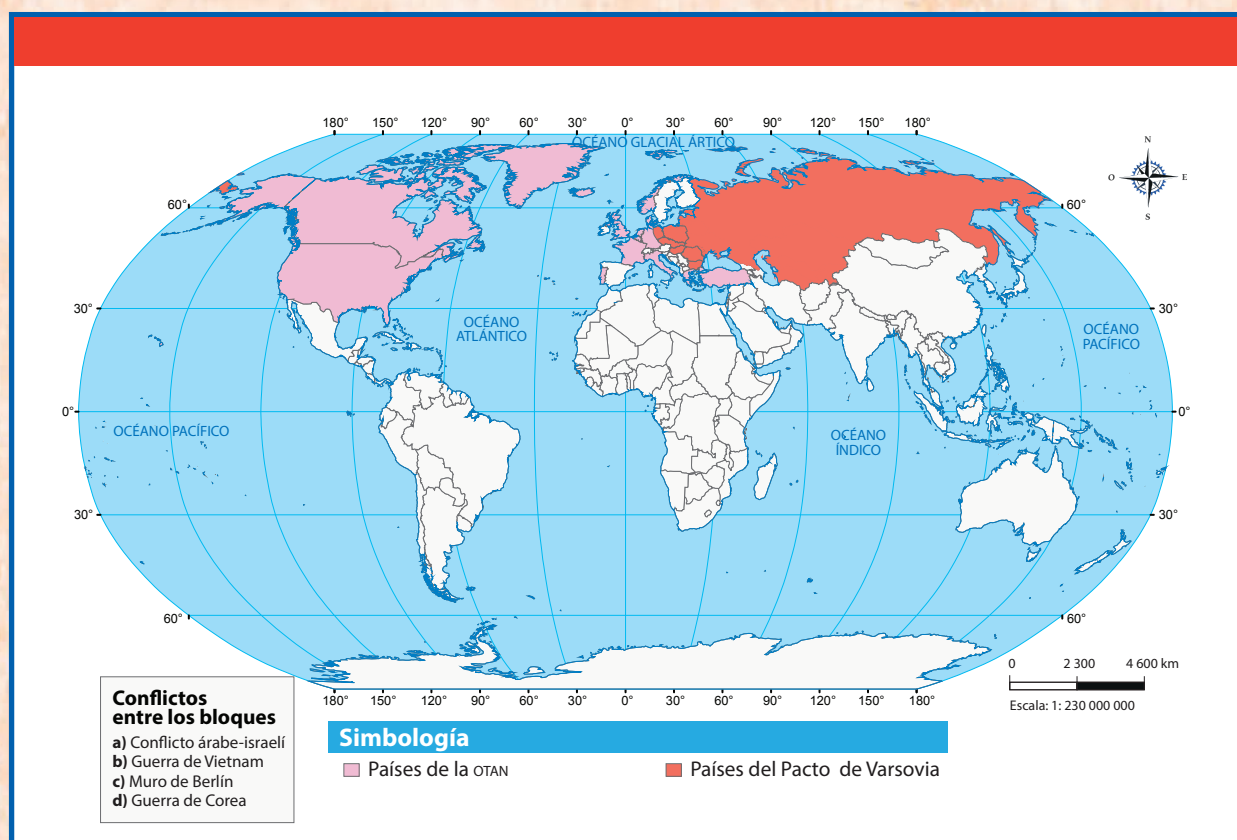 180° 150° 120° 90° 60° 30° 0° 30° 60° 90° 120° 150° 180°
OCÉANO GLACIAL ÁRTICO
N
O E
S
60° 60°
30° 30°
OCÉANO
ATLÁNTICO
OCÉANO
PACÍFICO
0° 0°
OCÉANO PACÍFICO
OCÉANO
ÍNDICO
30° 30°
60° 60°
180° 150° 120° 90° 60° 30° 0° 30° 60° 90° 120° 150° 180°
0 2 300 4 600 km
Escala: 1: 230 000 000
Conflictos
entre los bloques
a) Conflicto árabe-israelí
b) Guerra de Vietnam
c) Muro de Berlín
d) Guerra de Corea
Simbología
Países de la OTAN
Países del Pacto de Varsovia